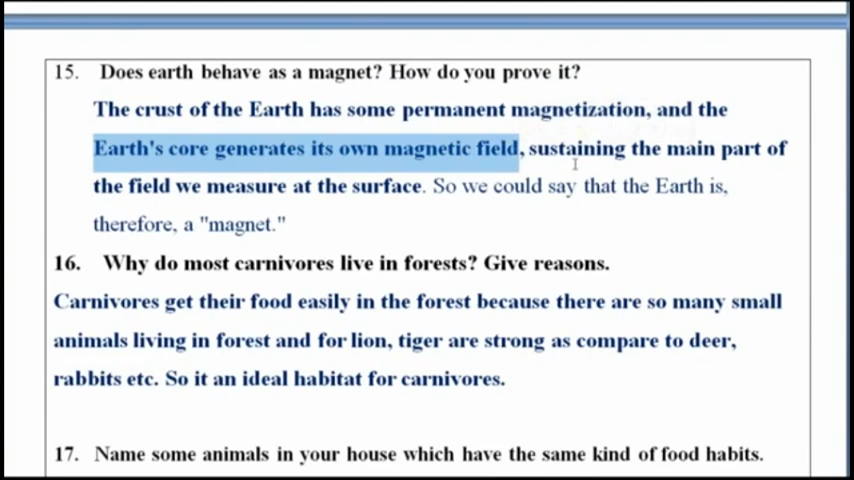 15. Does earth behave as a magnet? How do you prove it?
The crust of the Earth has some permanent magnetization, and the
Earth's core generates its own magnetic field, sustaining the main part of
the field we measure at the surface. So we could say that the Earth is,
therefore, a "magnet."
16. Why do most carnivores live in forests? Give reasons.
Carnivores get their food easily in the forest because there are so many small
animals living in forest and for lion, tiger are strong as compare to deer,
rabbits etc. So it an ideal habitat for carnivores.
17. Name some animals in your house which have the same kind of food habits.